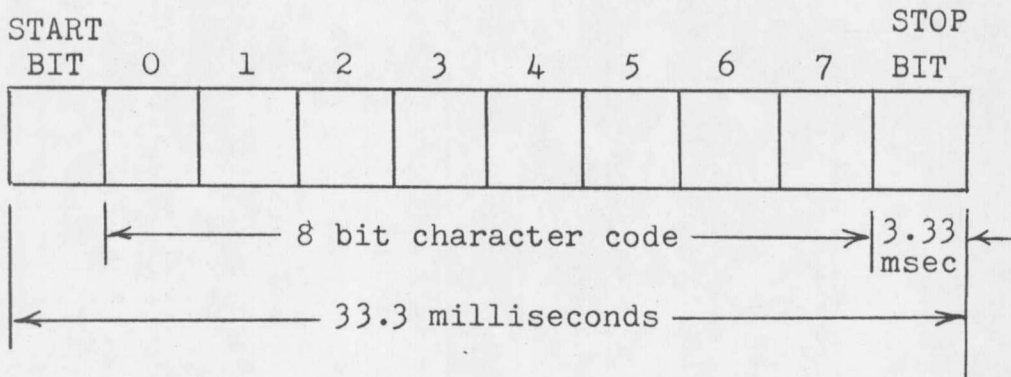 START STOP
BIT 0 1 2 3 4 5 6 7 BIT
8 bit character code 3.33
msec
33.3 milliseconds